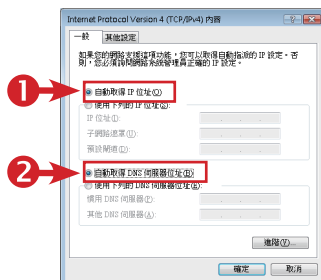 Internet Protocol Version 4 (TCP/IPv4) 內容
一般 其他設定
如果您的網路支援這項功能，您可以取得自動指派的 IP 設定。否
則，您必須詢問網路系統管理員正確的 IP 設定。
1
自動取得 IP 位址(O)
使用下列的 IP 位址(S):
IP 位址(I):
子網路遮罩(U):
預設閘道(D):
2
自動取得 DNS 伺服器位址(B)
使用下列的 DNS 伺服器位址(E):
慣用 DNS 伺服器(P):
其他 DNS 伺服器(A):
進階(V)...
確定 取消